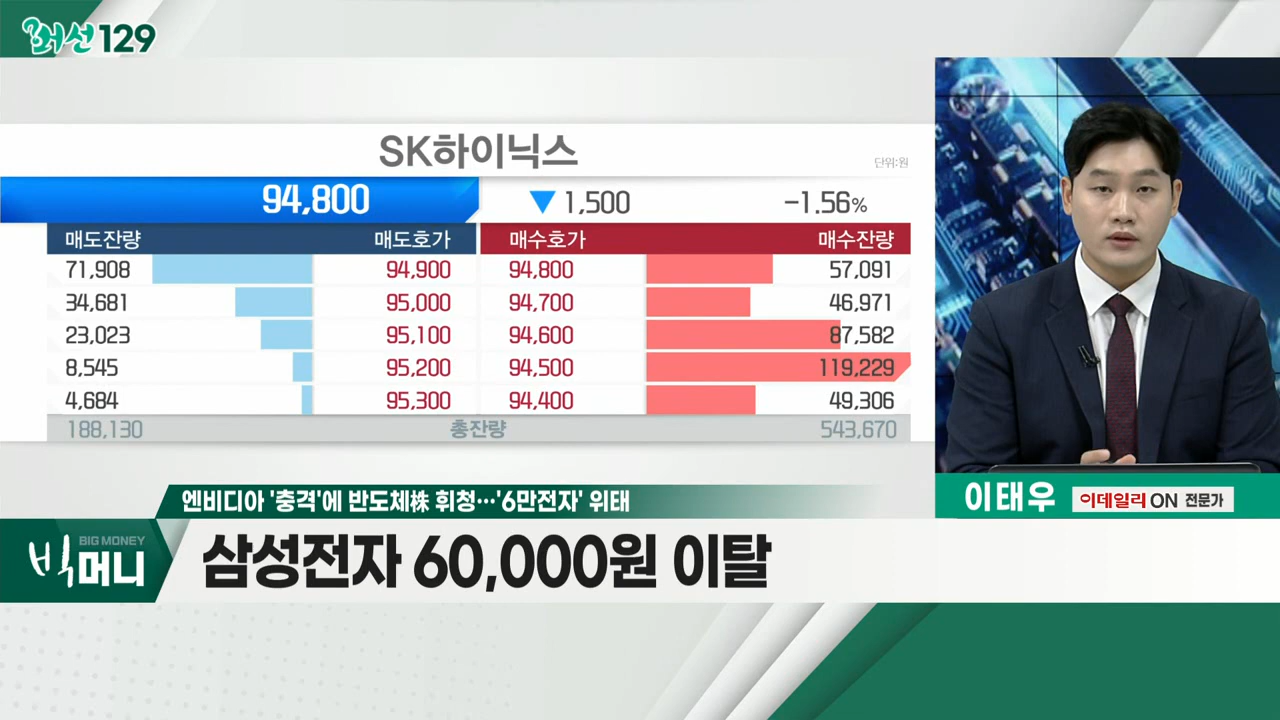 머선129
SK하이닉스
단위:원
94,800 ▼ 1,500 -1.56%
매도잔량 매도호가 매수호가 매수잔량
71,908 94,900 94,800 57,091
34,681 95,000 94,700 46,971
23,023 95,100 94,600 87,582
8,545 95,200 94,500 119,229
4,684 95,300 94,400 49,306
188,130 총잔량 543,670
엔비디아 '충격'에 반도체株 휘청…'6만전자' 위태
이태우 이데일리ON 전문가
BIG MONEY
빅머니
삼성전자 60,000원 이탈